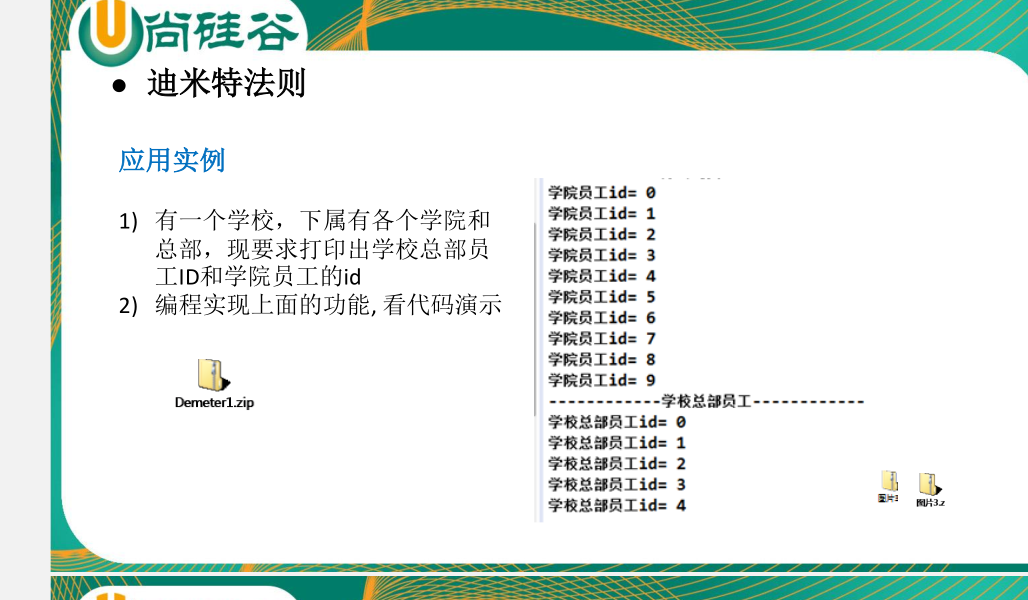 尚硅谷
● 迪米特法则
应用实例
1) 有一个学校，下属有各个学院和
总部，现要求打印出学校总部员
工ID和学院员工的id
2) 编程实现上面的功能, 看代码演示
Demeter1.zip
学院员工id= 0
学院员工id= 1
学院员工id= 2
学院员工id= 3
学院员工id= 4
学院员工id= 5
学院员工id= 6
学院员工id= 7
学院员工id= 8
学院员工id= 9
------------学校总部员工------------
学校总部员工id= 0
学校总部员工id= 1
学校总部员工id= 2
学校总部员工id= 3
学校总部员工id= 4
图片3
图片3.z